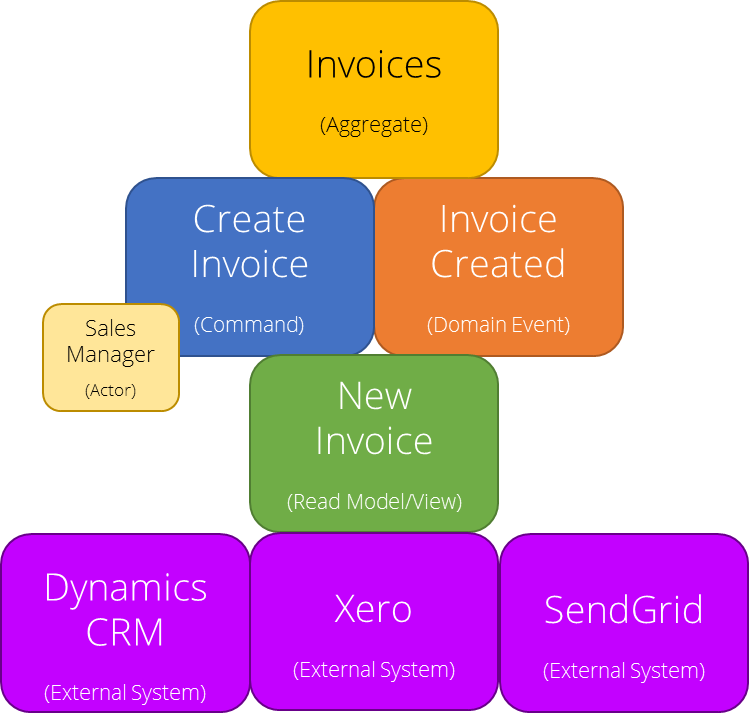 Invoices
(Aggregate)
Create
Invoice
(Command)
Invoice
Created
(Domain Event)
Sales
Manager
(Actor)
New
Invoice
(Read Model/View)
Dynamics
CRM
(External System)
Xero
(External System)
SendGrid
(External System)